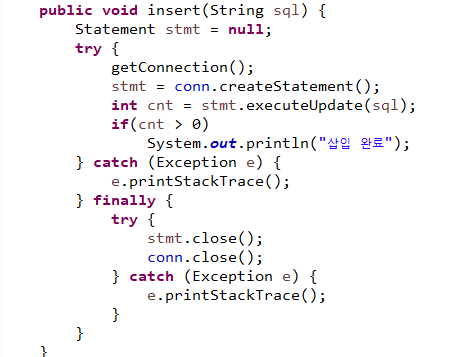 public void insert(String sql) {
Statement stmt = null;
try {
getConnection();
stmt = conn.createStatement();
int cnt = stmt.executeUpdate(sql);
if(cnt > 0)
System.out.println("삽입 완료");
} catch (Exception e) {
e.printStackTrace();
} finally {
try {
stmt.close();
conn.close();
} catch (Exception e) {
e.printStackTrace();
}
}
}